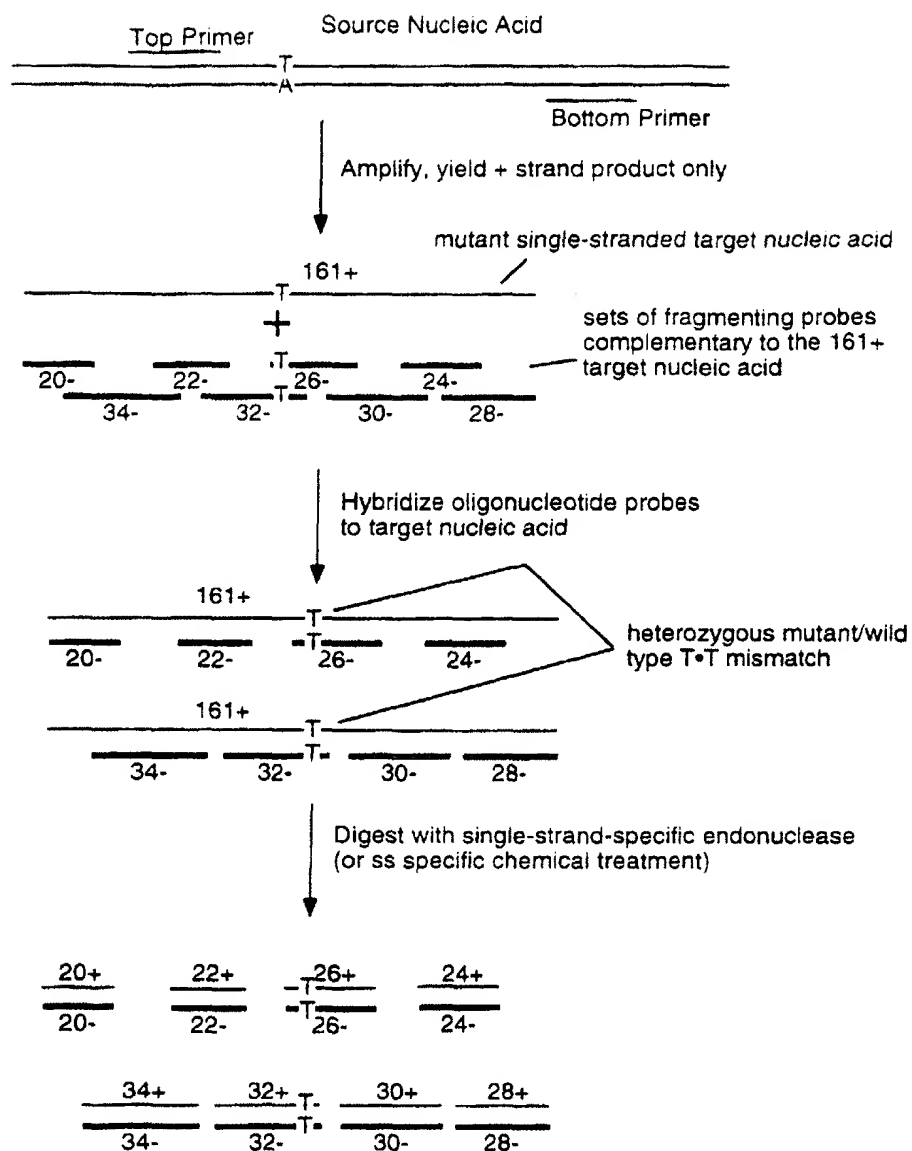 Source Nucleic Acid
Top Primer
T
A
Bottom Primer
Amplify, yield + strand product only
mutant single-stranded target nucleic acid
161+
T
+
sets of fragmenting probes
complementary to the 161+
target nucleic acid
T
20- 22- 26- 24-
T
34- 32- 30- 28-
Hybridize oligonucleotide probes
to target nucleic acid
161+
T
T
20- 22- 26- 24-
heterozygous mutant/wild
type T•T mismatch
161+
T
T
34- 32- 30- 28-
Digest with single-strand-specific endonuclease
(or ss specific chemical treatment)
20+ 22+ 26+ 24+
T
T
20- 22- 26- 24-
34+ 32+ 30+ 28+
T
T
34- 32- 30- 28-